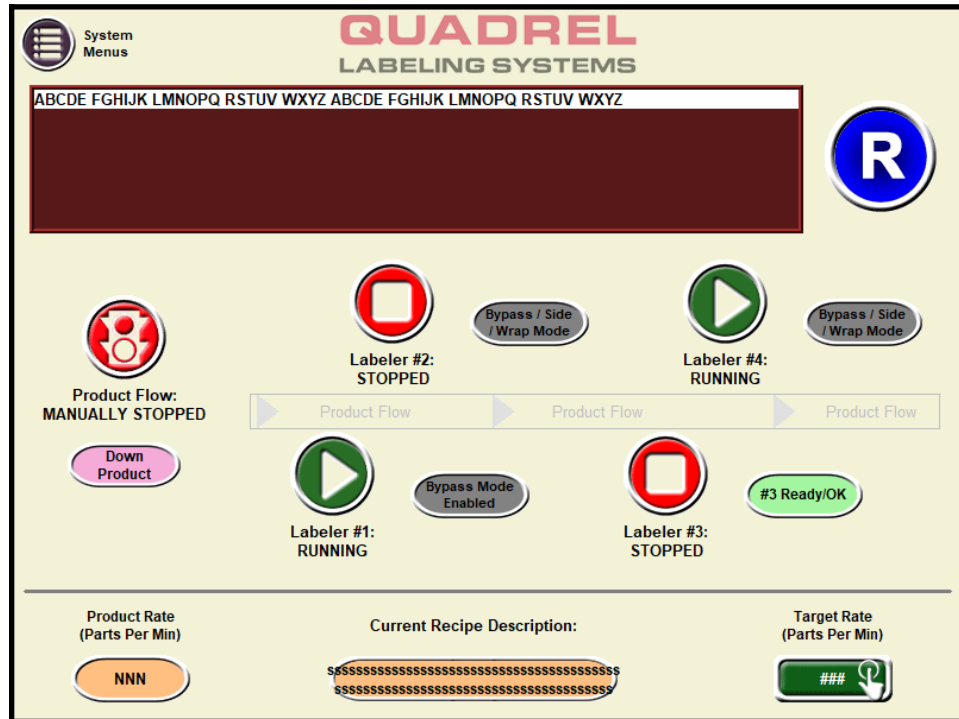 System
Menus
QUADREL
LABELING SYSTEMS
ABCDE FGHIJK LMNOPQ RSTUV WXYZ ABCDE FGHIJK LMNOPQ RSTUV WXYZ
R
Bypass / Side
/ Wrap Mode
Bypass / Side
/ Wrap Mode
Labeler #2:
STOPPED
Labeler #4:
RUNNING
Product Flow:
MANUALLY STOPPED
Product Flow
Product Flow
Product Flow
Down
Product
Bypass Mode
Enabled
#3 Ready/OK
Labeler #1:
RUNNING
Labeler #3:
STOPPED
Product Rate
(Parts Per Min)
Current Recipe Description:
Target Rate
(Parts Per Min)
NNN
###